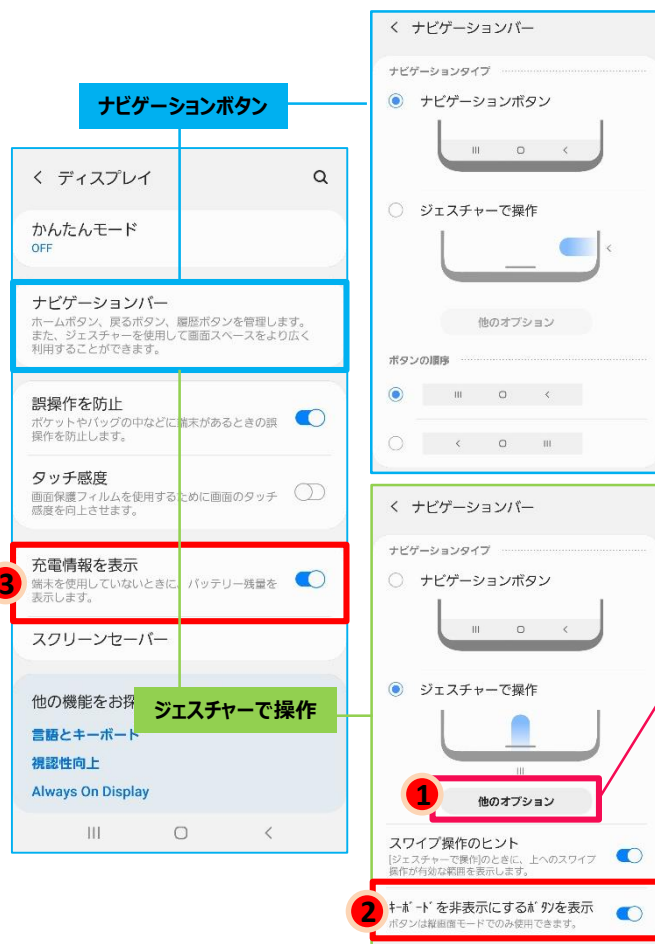 ナビゲーションボタン
ディスプレイ
かんたんモード
OFF
ナビゲーションバー
ホームボタン、戻るボタン、履歴ボタンを管理します。
また、ジェスチャーを使用して画面スペースをより広く
利用することができます。
誤操作を防止
ポケットやバッグの中などに端末があるときの誤
操作を防止します。
タッチ感度
画面保護フィルムを使用するために画面のタッチ
感度を向上させます。
3
充電情報を表示
端末を使用していないときに、バッテリー残量を
表示します。
スクリーンセーバー
他の機能をお探
ジェスチャーで操作
言語とキーボード
視認性向上
Always On Display
ナビゲーションバー
ナビゲーションタイプ
ナビゲーションボタン
ジェスチャーで操作
他のオプション
ボタンの順序
ナビゲーションバー
ナビゲーションタイプ
ナビゲーションボタン
ジェスチャーで操作
1
他のオプション
スワイプ操作のヒント
[ジェスチャーで操作]のときに、上へのスワイプ
操作が有効な範囲を表示します。
2
ｷｰﾎﾞｰﾄﾞを非表示にするﾎﾞﾀﾝを表示
ボタンは縦画面モードでのみ使用できます。